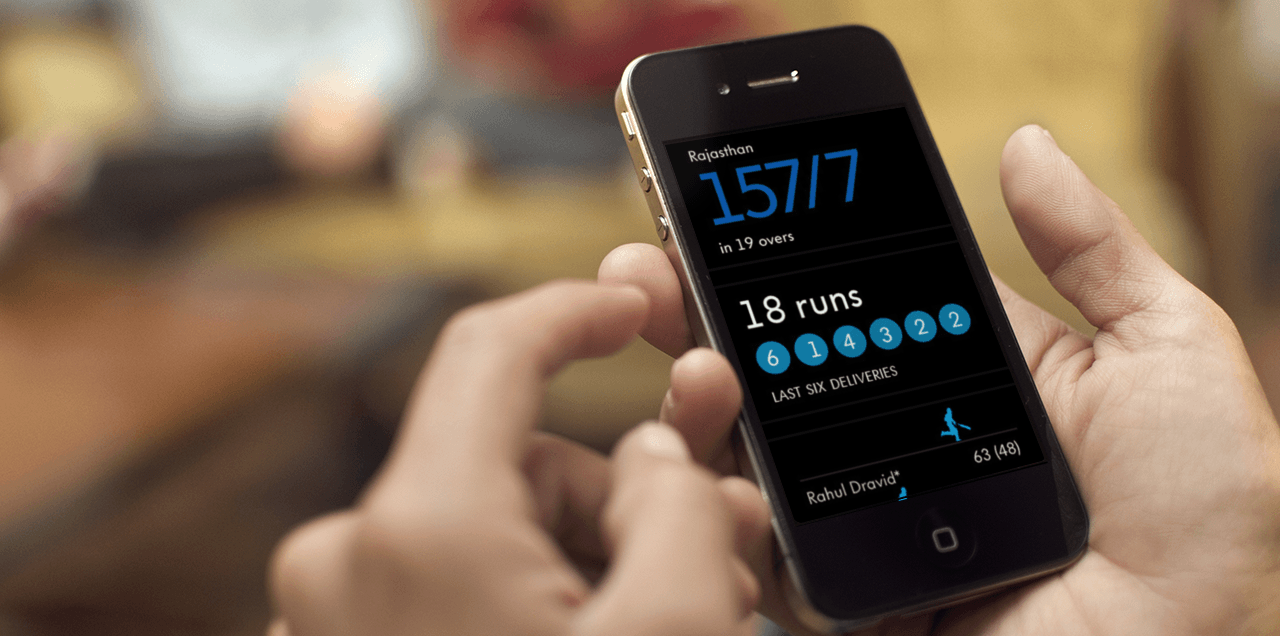 Rajasthan
157/7
in 19 overs
18 runs
6 1 4 3 2 2
LAST SIX DELIVERIES
63 (48)
Rahul Dravid*